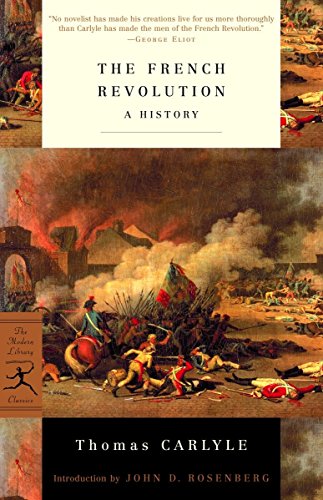 "No novelist has made his creations live for us more thoroughly
than Carlyle has made the men of the French Revolution."
—GEORGE ELIOT
THE FRENCH
REVOLUTION
A HISTORY
The Modern Library
Classics
Thomas CARLYLE
Introduction by JOHN D. ROSENBERG